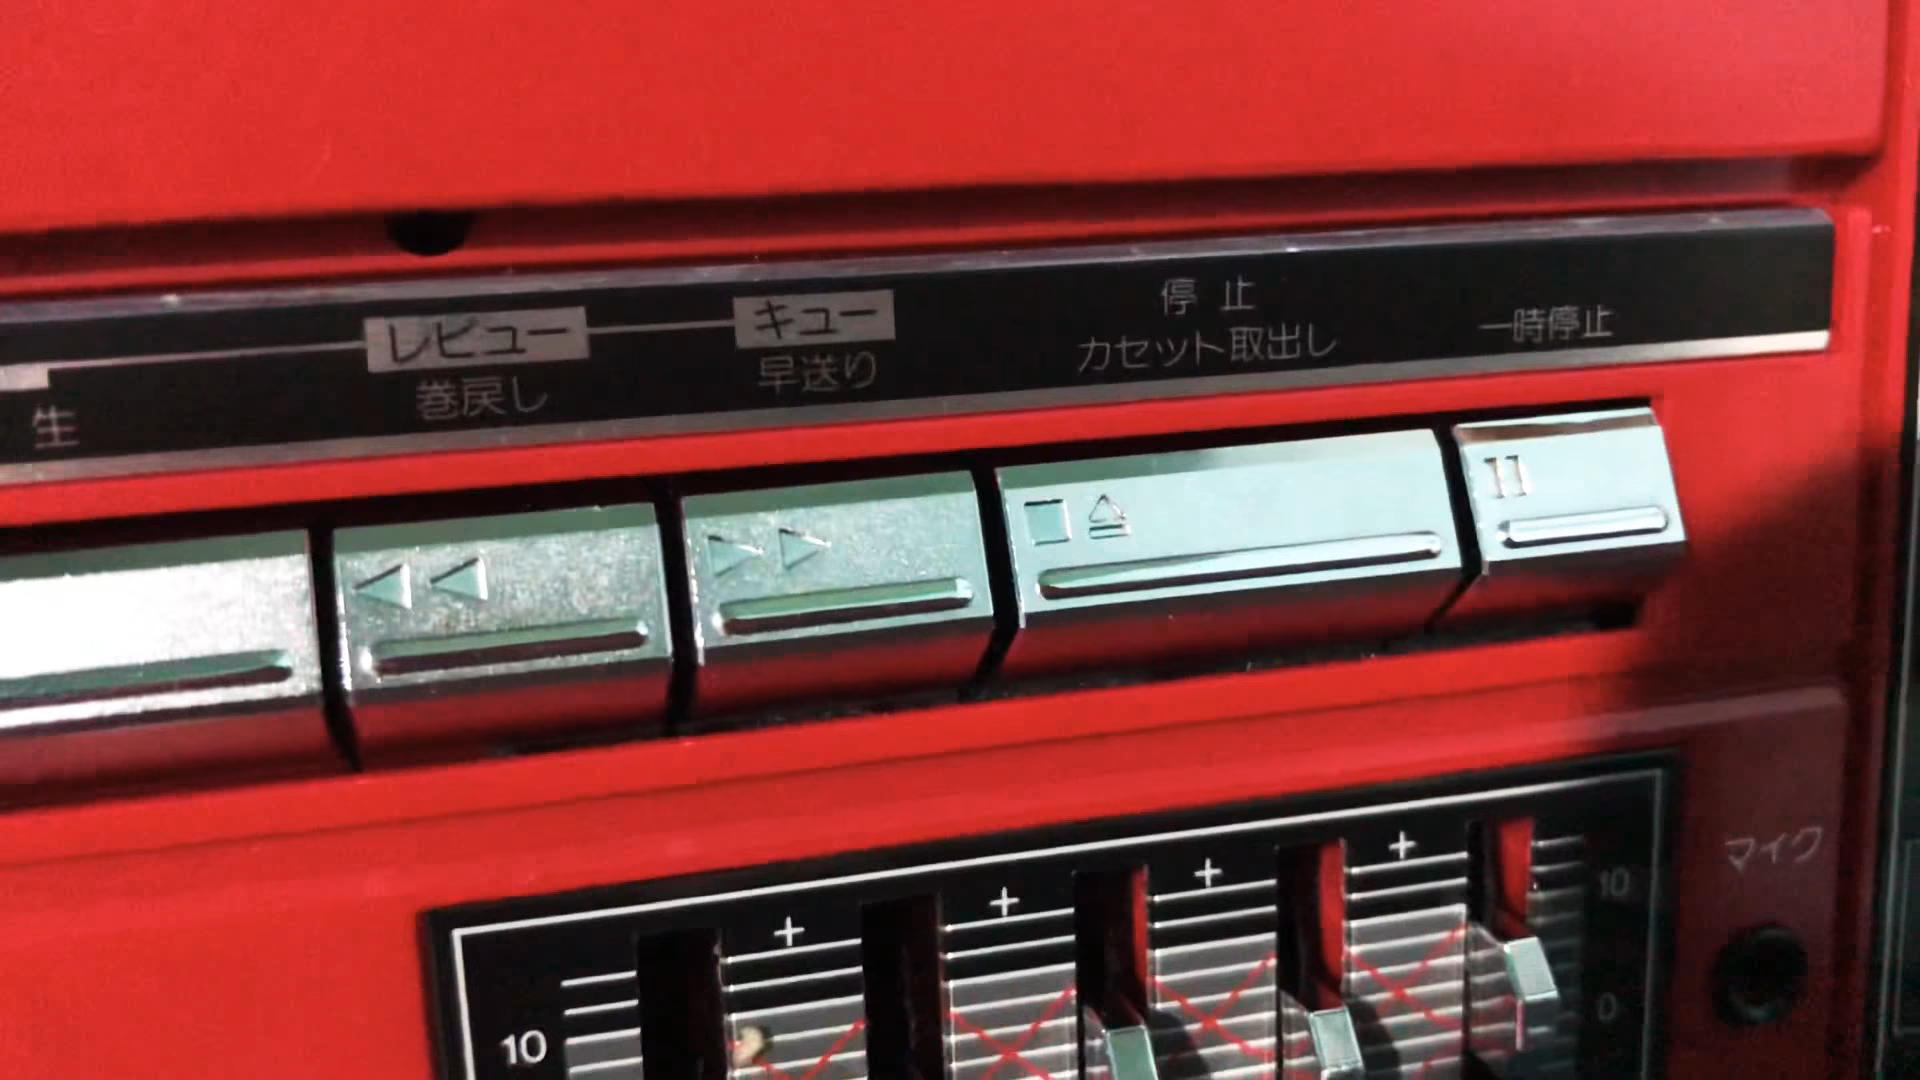 レビュー
キュー
停止
生
巻戻し
早送り
カセット取出し
一時停止
マイク
+ + + +
10
10
0